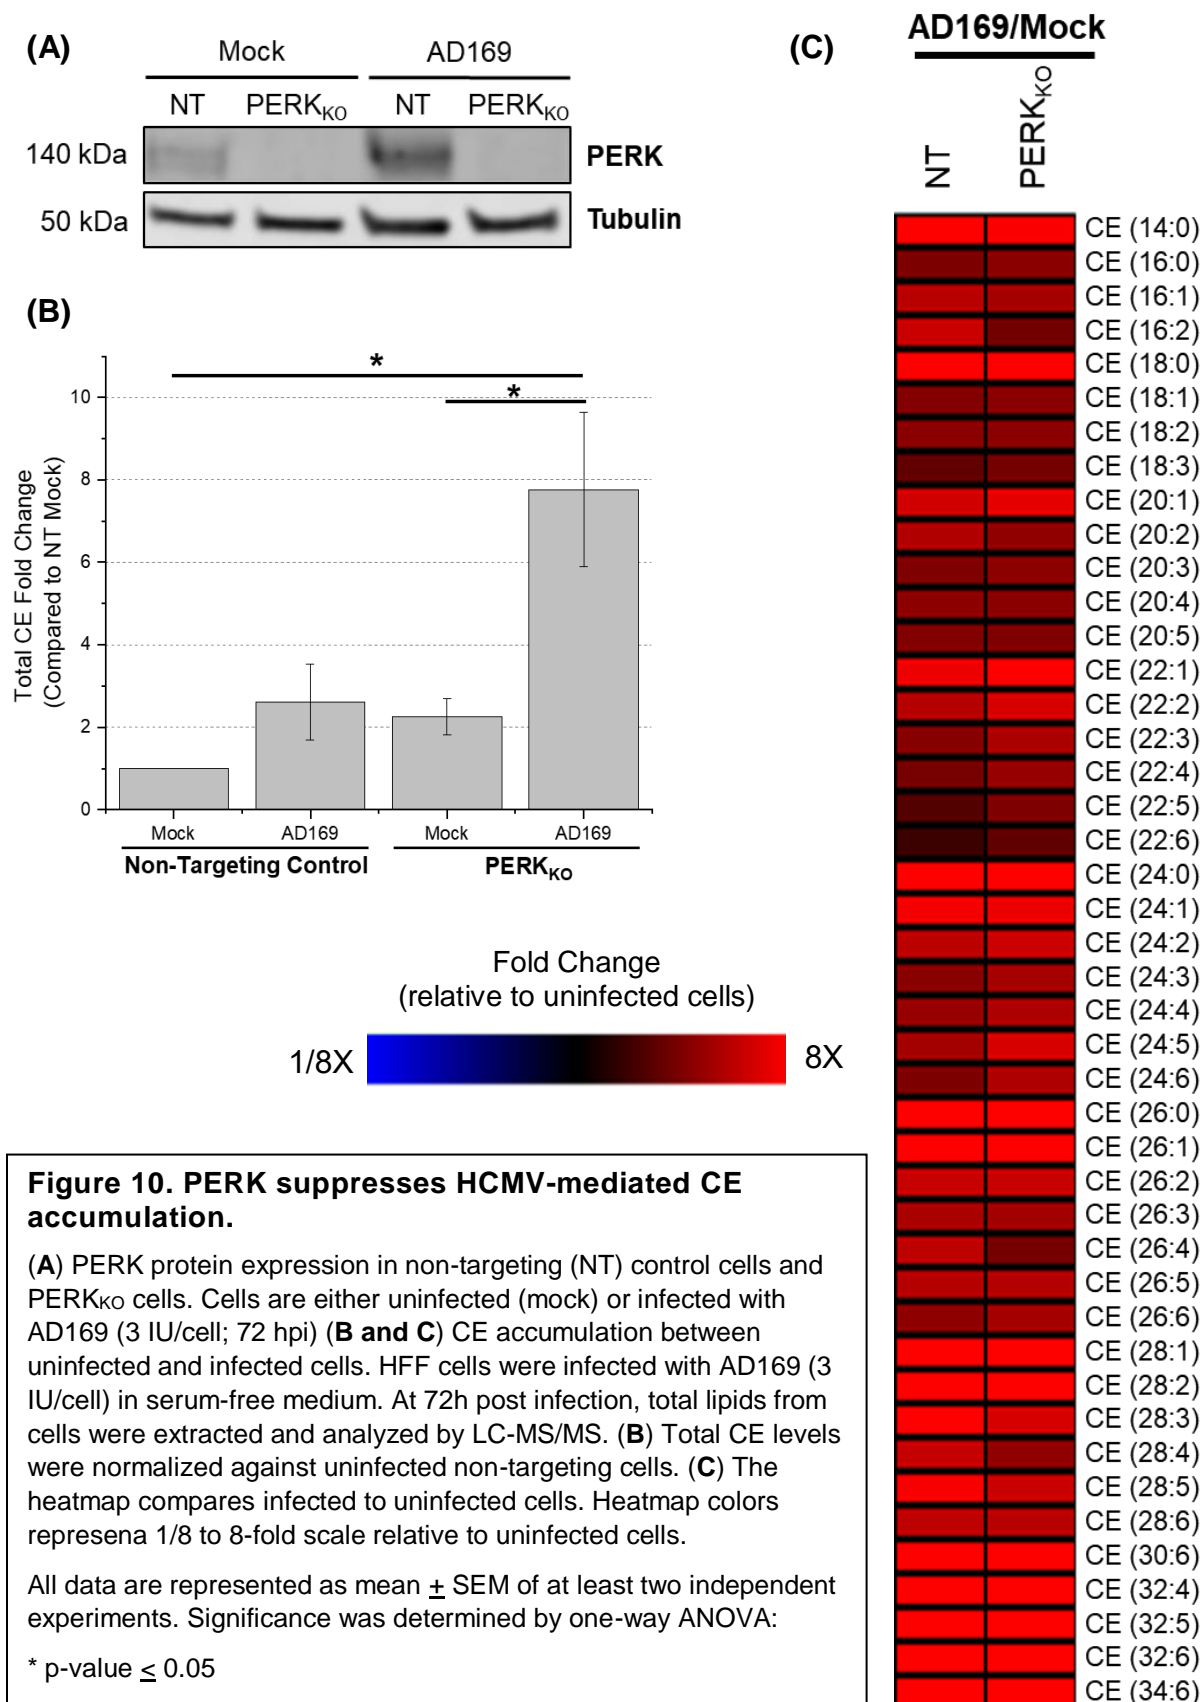 (A)
Mock AD169
NT PERKKO NT PERKKO
140 kDa PERK
50 kDa Tubulin
(B)
*
*
Total CE Fold Change
(Compared to NT Mock)
10
8
6
4
2
0
Mock AD169 Mock AD169
Non-Targeting Control PERKKO
Fold Change
(relative to uninfected cells)
1/8X 8X
(C)
AD169/Mock
NT PERKKO
CE (14:0)
CE (16:0)
CE (16:1)
CE (16:2)
CE (18:0)
CE (18:1)
CE (18:2)
CE (18:3)
CE (20:1)
CE (20:2)
CE (20:3)
CE (20:4)
CE (20:5)
CE (22:1)
CE (22:2)
CE (22:3)
CE (22:4)
CE (22:5)
CE (22:6)
CE (24:0)
CE (24:1)
CE (24:2)
CE (24:3)
CE (24:4)
CE (24:5)
CE (24:6)
CE (26:0)
CE (26:1)
CE (26:2)
CE (26:3)
CE (26:4)
CE (26:5)
CE (26:6)
CE (28:1)
CE (28:2)
CE (28:3)
CE (28:4)
CE (28:5)
CE (28:6)
CE (30:6)
CE (32:4)
CE (32:5)
CE (32:6)
CE (34:6)
Figure 10. PERK suppresses HCMV-mediated CE
accumulation.
(A) PERK protein expression in non-targeting (NT) control cells and
PERKKO cells. Cells are either uninfected (mock) or infected with
AD169 (3 IU/cell; 72 hpi) (B and C) CE accumulation between
uninfected and infected cells. HFF cells were infected with AD169 (3
IU/cell) in serum-free medium. At 72h post infection, total lipids from
cells were extracted and analyzed by LC-MS/MS. (B) Total CE levels
were normalized against uninfected non-targeting cells. (C) The
heatmap compares infected to uninfected cells. Heatmap colors
represena 1/8 to 8-fold scale relative to uninfected cells.
All data are represented as mean ± SEM of at least two independent
experiments. Significance was determined by one-way ANOVA:
* p-value ≤ 0.05